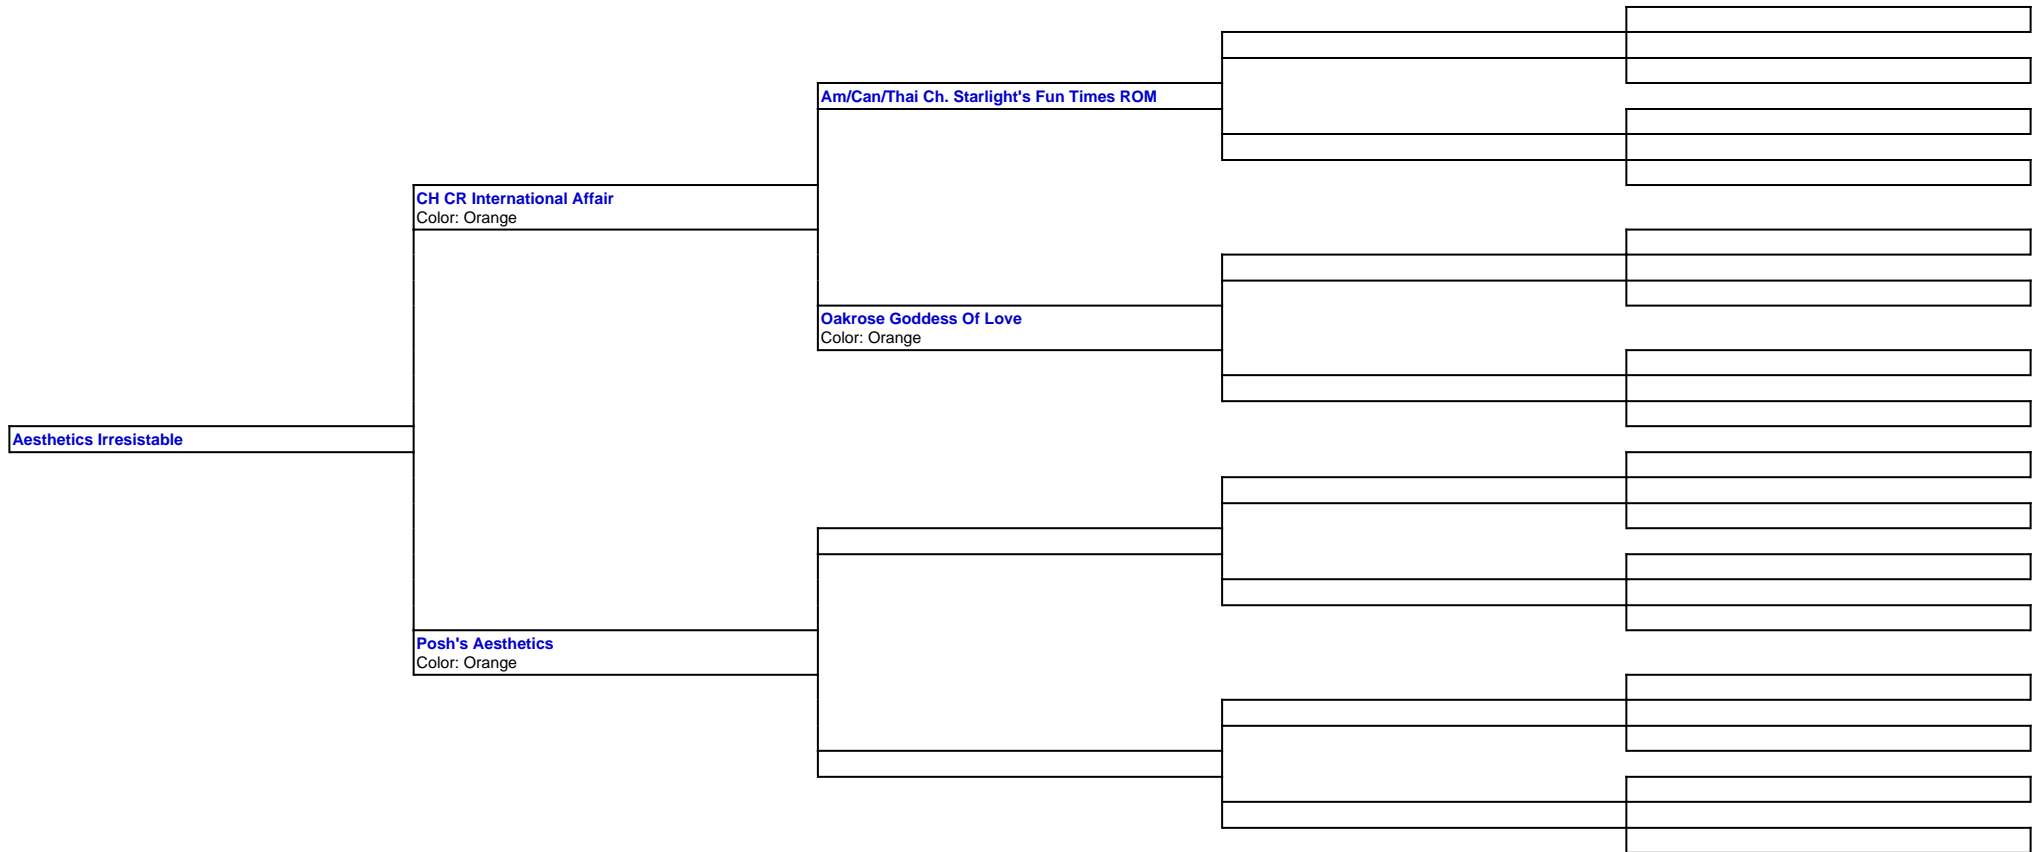 Am/Can/Thai Ch. Starlight's Fun Times ROM
CH CR International Affair
Color: Orange
Oakrose Goddess Of Love
Color: Orange
Aesthetics Irresistable
Posh's Aesthetics
Color: Orange